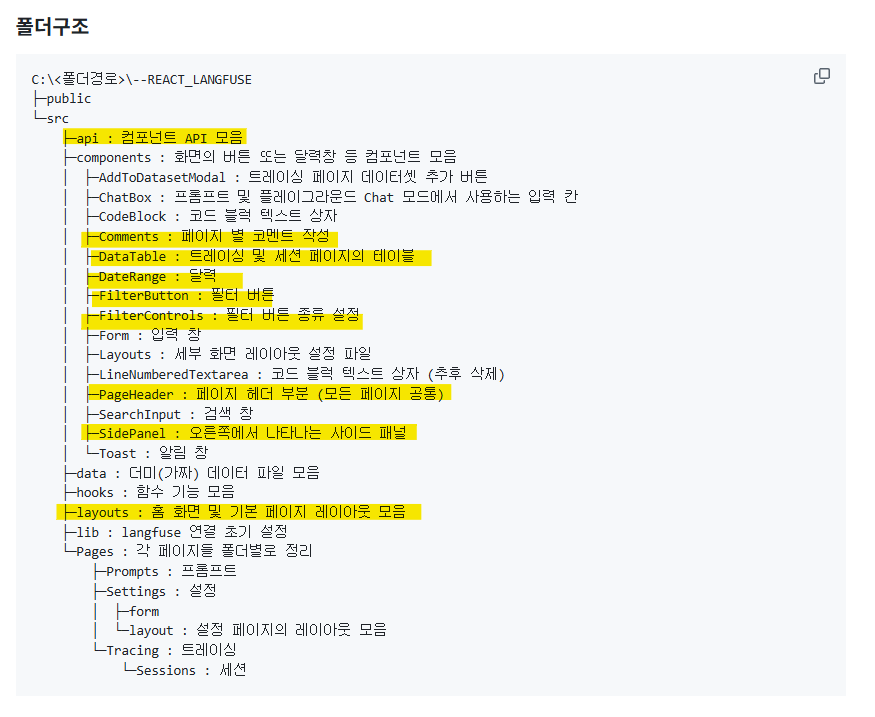 폴더구조
C:\<폴더경로>\--REACT_LANGFUSE
├─public
└─src
    ├─api : 컴포넌트 API 모음
    ├─components : 화면의 버튼 또는 달력창 등 컴포넌트 모음
    │  ├─AddToDatasetModal : 트레이싱 페이지 데이터셋 추가 버튼
    │  ├─ChatBox : 프롬프트 및 플레이그라운드 Chat 모드에서 사용하는 입력 칸
    │  ├─CodeBlock : 코드 블럭 텍스트 상자
    │  ├─Comments : 페이지 별 코멘트 작성
    │  ├─DataTable : 트레이싱 및 세션 페이지의 테이블
    │  ├─DateRange : 달력
    │  ├─FilterButton : 필터 버튼
    │  ├─FilterControls : 필터 버튼 종류 설정
    │  ├─Form : 입력 창
    │  ├─Layouts : 세부 화면 레이아웃 설정 파일
    │  ├─LineNumberedTextarea : 코드 블럭 텍스트 상자 (추후 삭제)
    │  ├─PageHeader : 페이지 헤더 부분 (모든 페이지 공통)
    │  ├─SearchInput : 검색 창
    │  ├─SidePanel : 오른쪽에서 나타나는 사이드 패널
    │  └─Toast : 알림 창
    ├─data : 더미(가짜) 데이터 파일 모음
    ├─hooks : 함수 기능 모음
    ├─layouts : 홈 화면 및 기본 페이지 레이아웃 모음
    ├─lib : langfuse 연결 초기 설정
    └─Pages : 각 페이지들 폴더별로 정리
        ├─Prompts : 프롬프트
        ├─Settings : 설정
        │  ├─form
        │  └─layout : 설정 페이지의 레이아웃 모음
        └─Tracing : 트레이싱
            └─Sessions : 세션